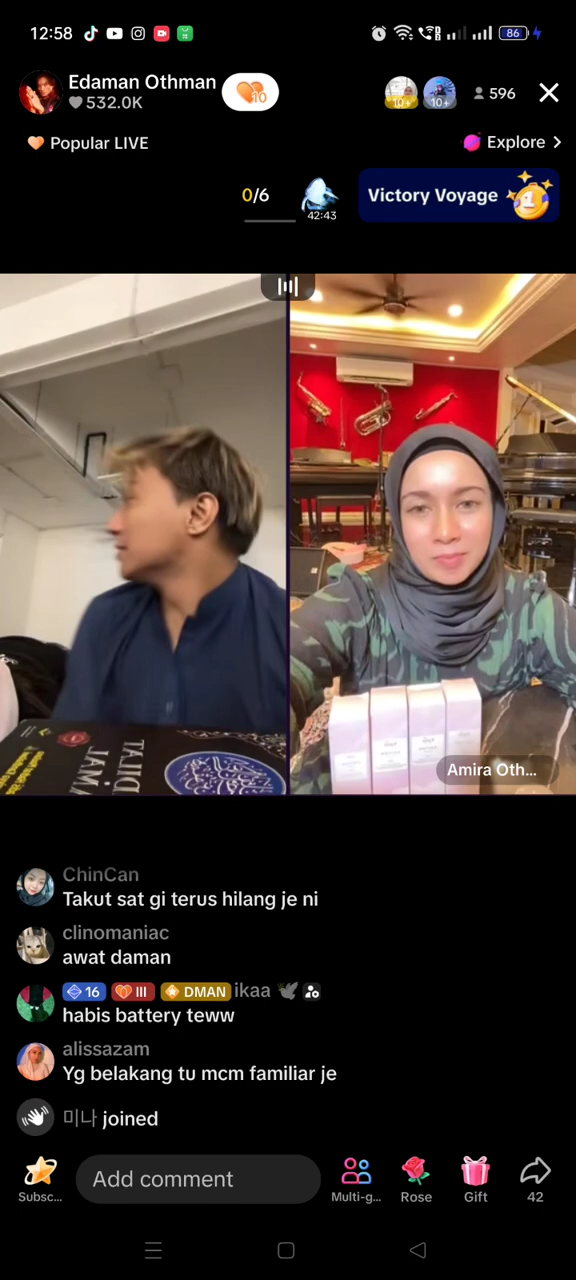 12:58
86
Edaman Othman
532.0K
10
10+
10+
596
Popular LIVE
Explore
0/6
42:43
Victory Voyage
1
Amira Oth...
ChinCan
Takut sat gi terus hilang je ni
clinomaniac
awat daman
16 III DMAN ikaa
habis battery teww
alissazam
Yg belakang tu mcm familiar je
미나 joined
Subsc...
Add comment
Multi-g...
Rose
Gift
42